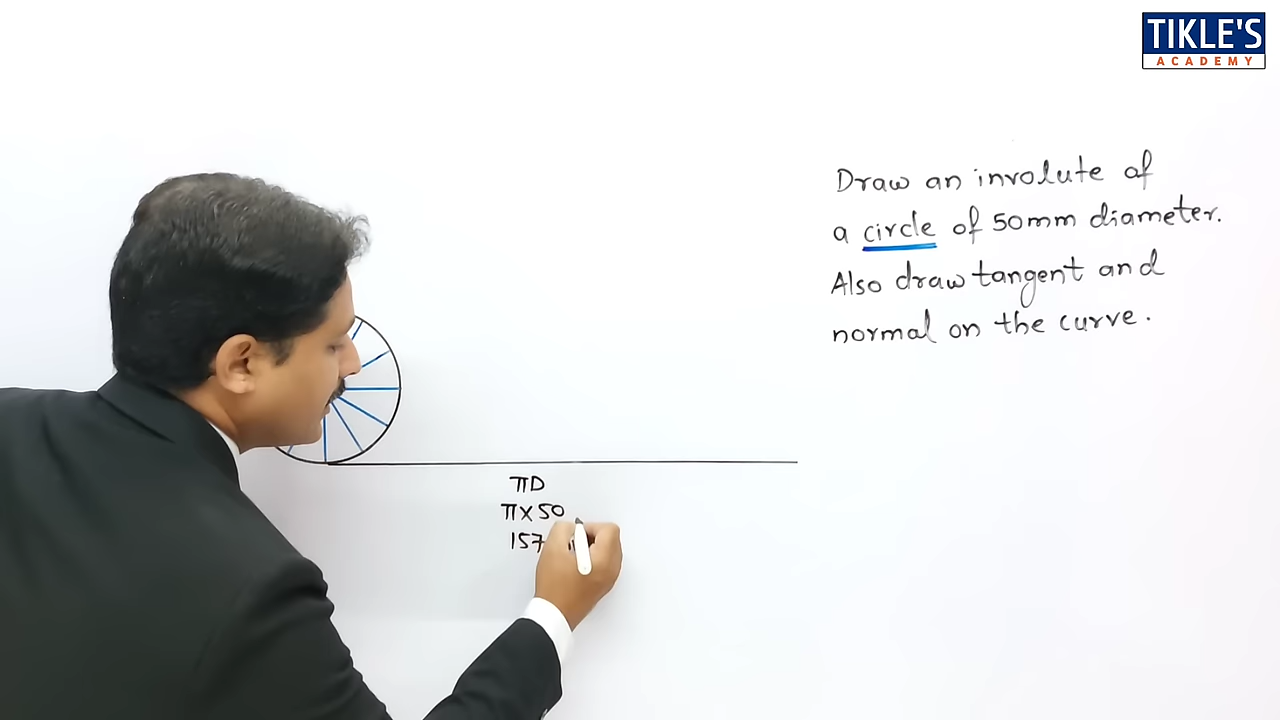 TIKLE'S
ACADEMY
Draw an involute of
a circle of 50mm diameter.
Also draw tangent and
normal on the curve.
πD
π×50
157